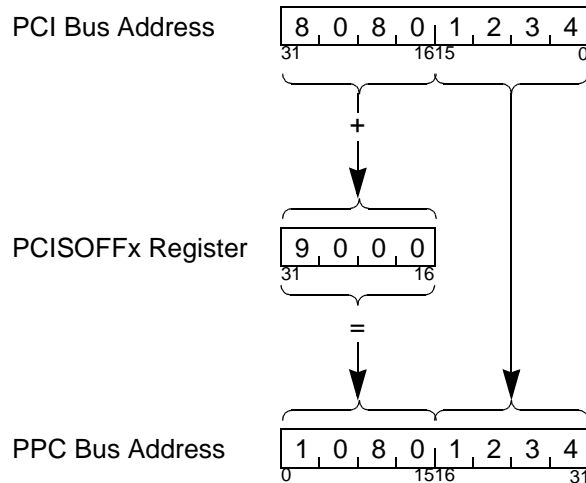 PCI Bus Address 8 0 8 0 1 2 3 4
31 16 15 0
+
PCISOFFx Register 9 0 0 0
31 16
=
PPC Bus Address 1 0 8 0 1 2 3 4
0 15 16 31